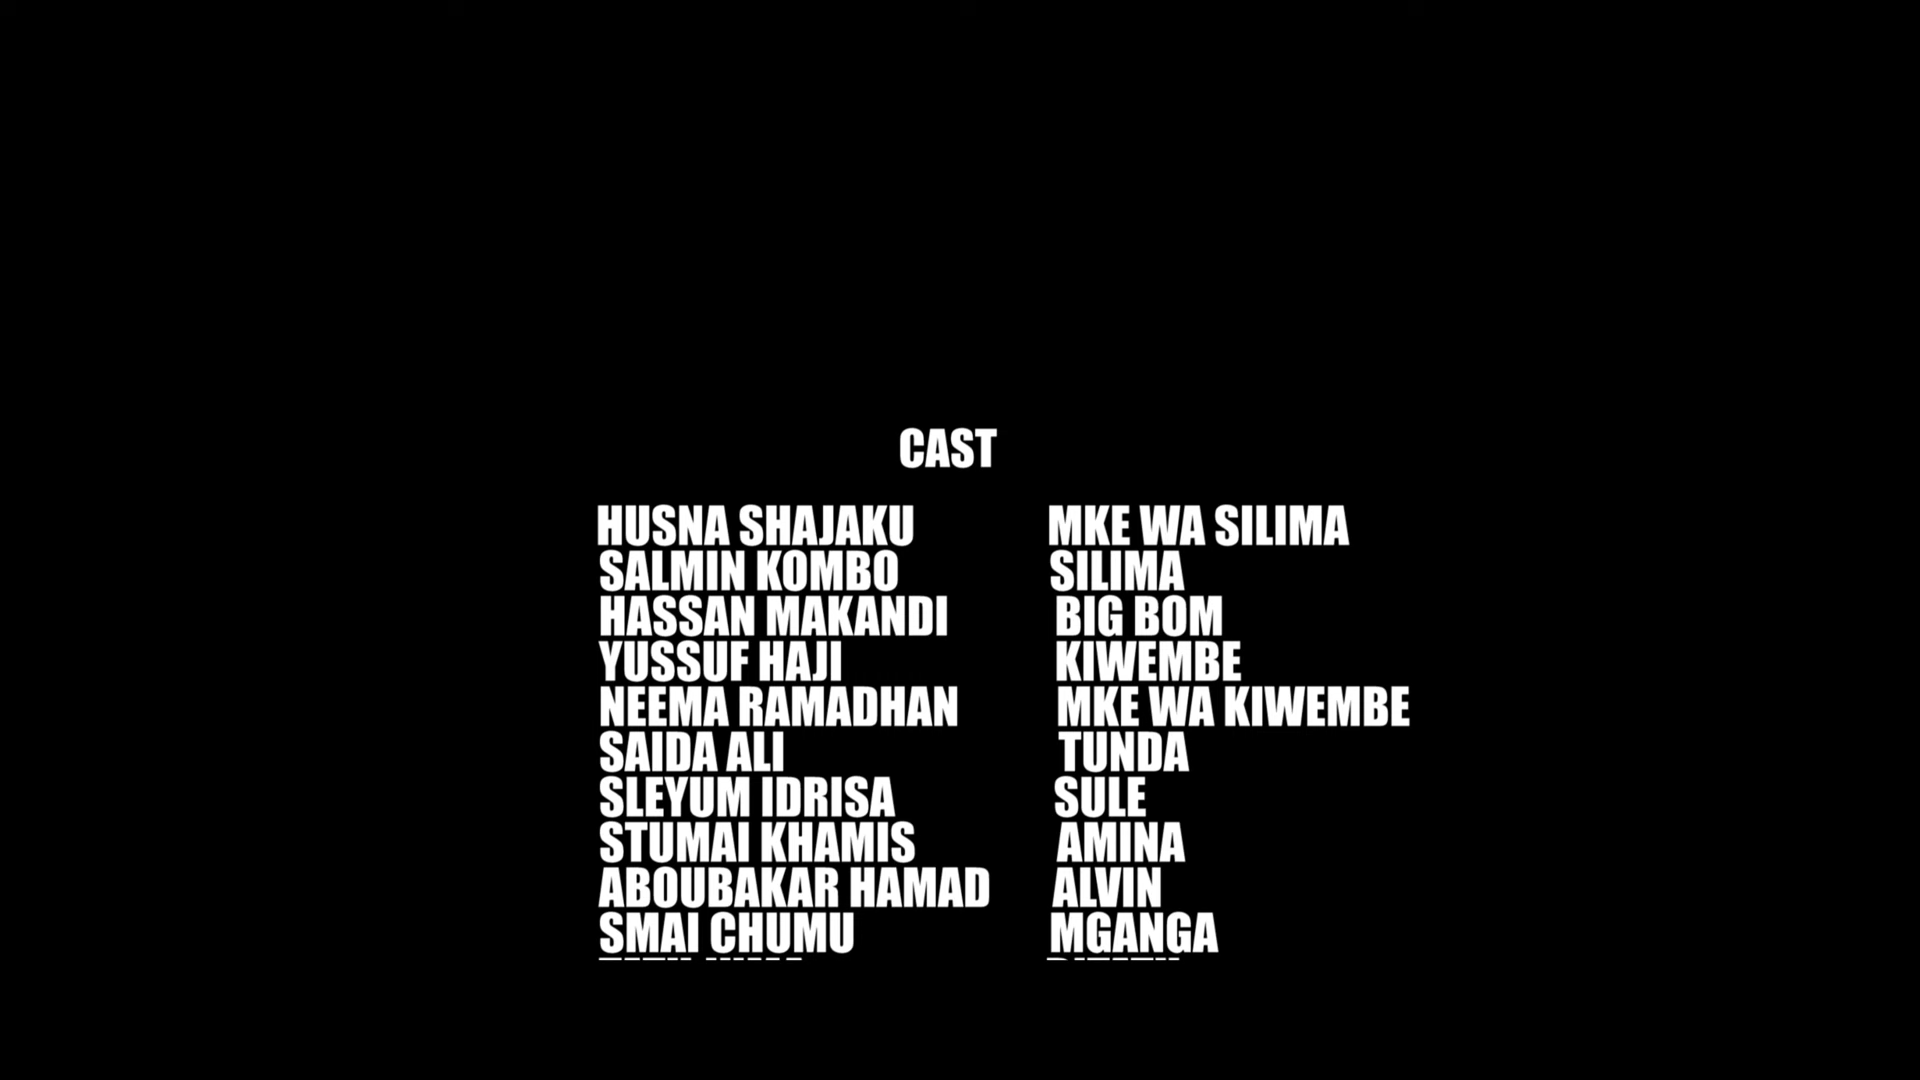 CAST
HUSNA SHAJAKU MKE WA SILIMA
SALMIN KOMBO SILIMA
HASSAN MAKANDI BIG BOM
YUSSUF HAJI KIWEMBE
NEEMA RAMADHAN MKE WA KIWEMBE
SAIDA ALI TUNDA
SLEYUM IDRISA SULE
STUMAI KHAMIS AMINA
ABOUBAKAR HAMAD ALVIN
SMAI CHUMU MGANGA